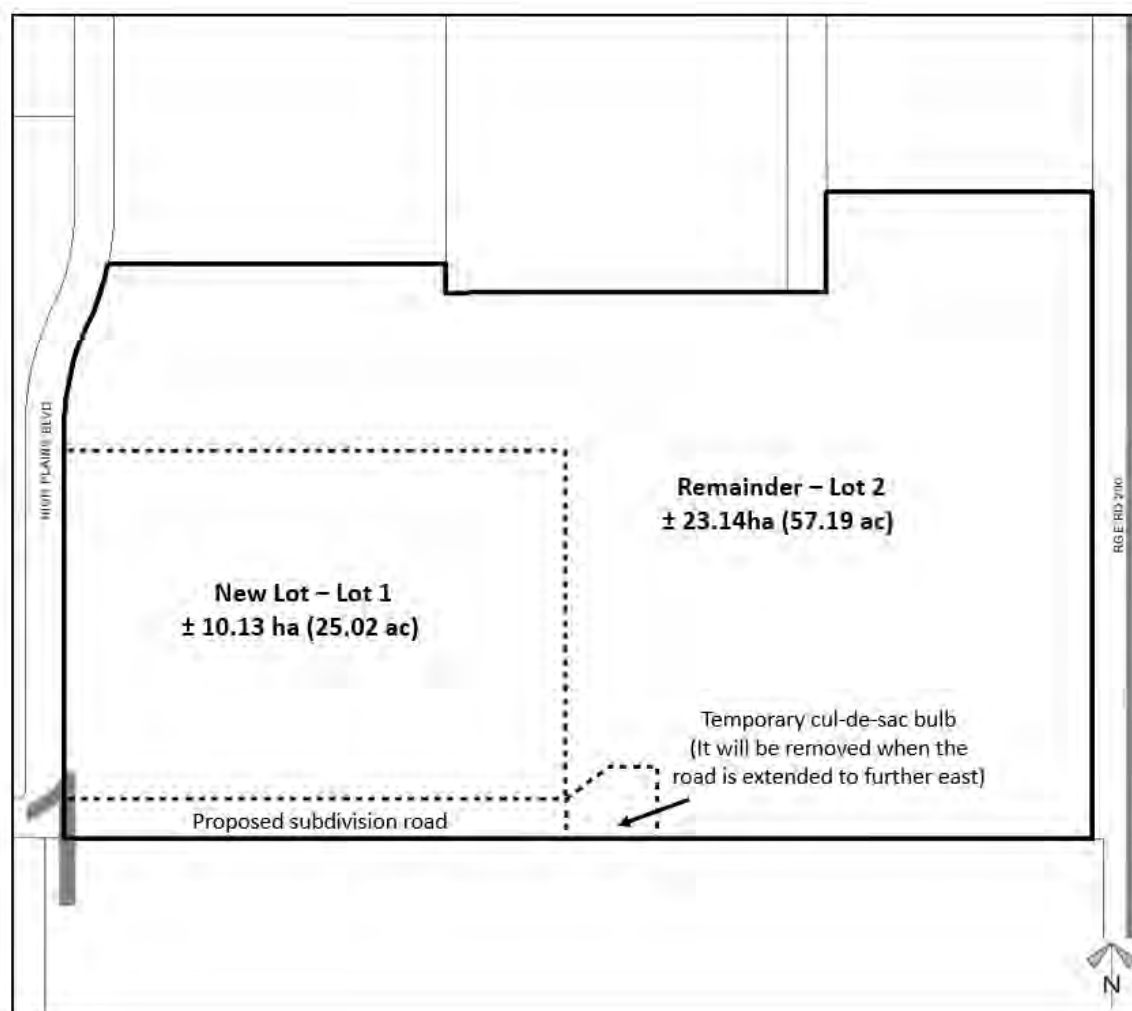 HIGH PLAINS BLVD
Remainder – Lot 2
± 23.14ha (57.19 ac)
RGE RD 290
New Lot – Lot 1
± 10.13 ha (25.02 ac)
Temporary cul-de-sac bulb
(It will be removed when the
road is extended to further east)
Proposed subdivision road
N